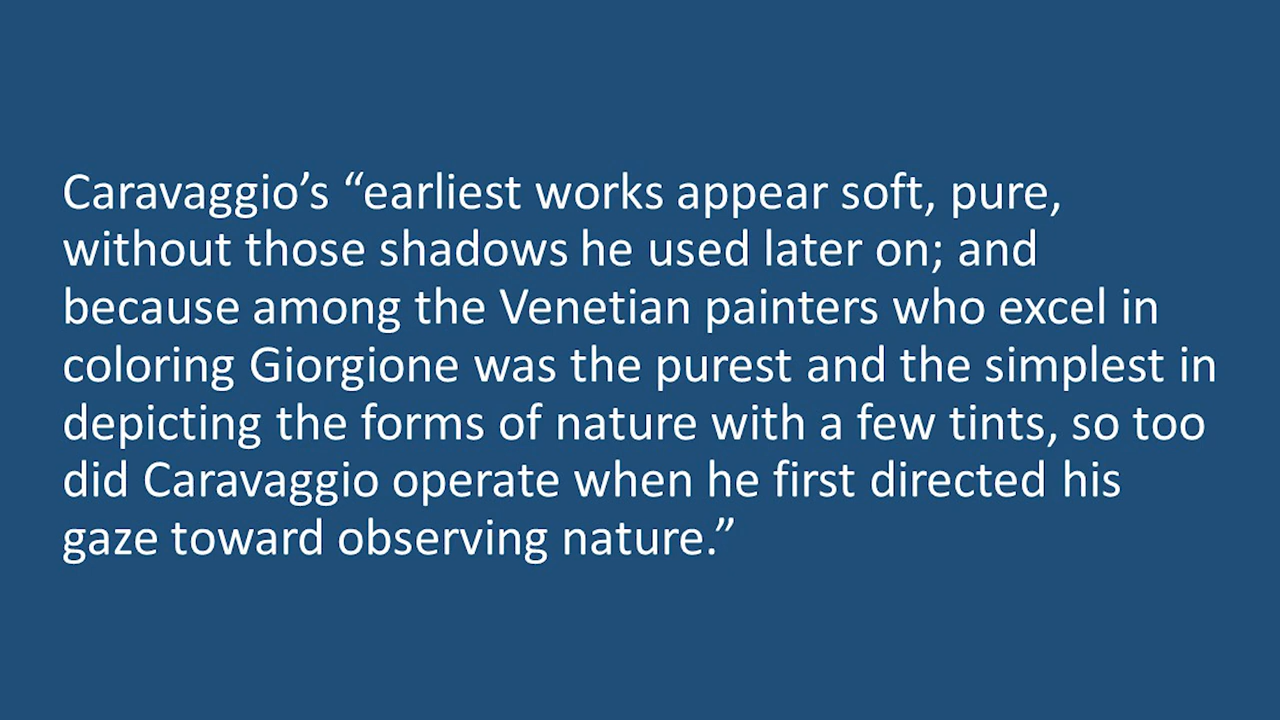 Caravaggio’s “earliest works appear soft, pure,
without those shadows he used later on; and
because among the Venetian painters who excel in
coloring Giorgione was the purest and the simplest in
depicting the forms of nature with a few tints, so too
did Caravaggio operate when he first directed his
gaze toward observing nature.”